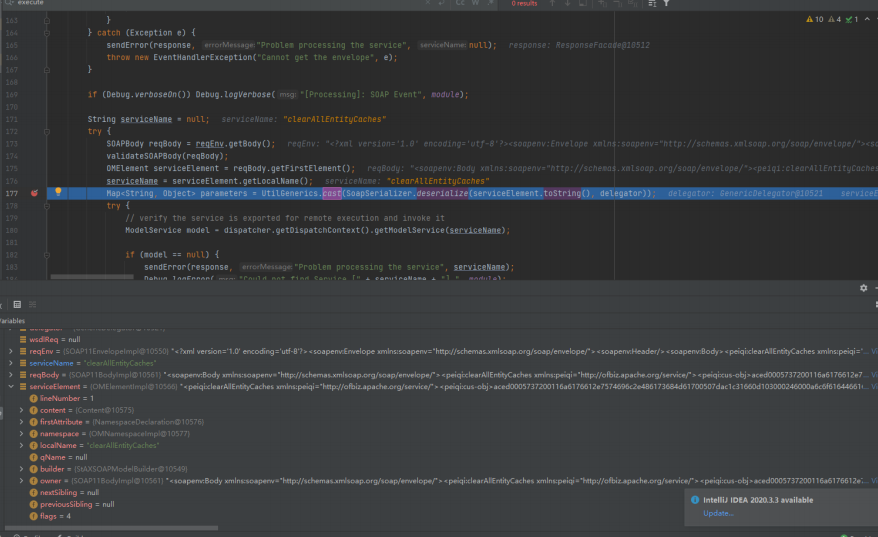 execute
Cc W .*
0 results
163 }
10 4 1
164 } catch (Exception e) {
165 sendError(response, errorMessage: "Problem processing the service", serviceName: null); response: ResponseFacade@10512
166 throw new EventHandlerException("Cannot get the envelope", e);
167 }
168
169 if (Debug.verboseOn()) Debug.logVerbose( msg: "[Processing]: SOAP Event", module);
170
171 String serviceName = null; serviceName: "clearAllEntityCaches"
172 try {
173 SOAPBody reqBody = reqEnv.getBody(); reqEnv: "<?xml version='1.0' encoding='utf-8'?><soapenv:Envelope xmlns:soapenv="http://schemas.xmlsoap.org/soap/envelope/"><so
174 validateSOAPBody(reqBody);
175 OMElement serviceElement = reqBody.getFirstElement(); reqBody: "<soapenv:Body xmlns:soapenv="http://schemas.xmlsoap.org/soap/envelope/"><peiqi:clearAllEntityCaches
176 serviceName = serviceElement.getLocalName(); serviceName: "clearAllEntityCaches"
177 Map<String, Object> parameters = UtilGenerics.cast(SoapSerializer.deserialize(serviceElement.toString(), delegator)); delegator: GenericDelegator@10521 serviceE
178 try {
179 // verify the service is exported for remote execution and invoke it
180 ModelService model = dispatcher.getDispatchContext().getModelService(serviceName);
181
182 if (model == null) {
183 sendError(response, errorMessage: "Problem processing the service", serviceName);
184 Debug.logError( msg: "Could not find Service [" + serviceName + "].", module);
Variables
wsdlReq = null
reqEnv = {SOAP11EnvelopeImpl@10550} "<?xml version='1.0' encoding='utf-8'?><soapenv:Envelope xmlns:soapenv="http://schemas.xmlsoap.org/soap/envelope/"><soapenv:Header/><soapenv:Body><peiqi:clearAllEntityCaches xmlns:peiqi='... Vi
serviceName = "clearAllEntityCaches"
reqBody = {SOAP11BodyImpl@10561} "<soapenv:Body xmlns:soapenv="http://schemas.xmlsoap.org/soap/envelope/"><peiqi:clearAllEntityCaches xmlns:peiqi="http://ofbiz.apache.org/service/"><peiqi:cus-obj>aced0005737200116a6176612e7... Vi
serviceElement = {OMElementImpl@10566} "<peiqi:clearAllEntityCaches xmlns:peiqi="http://ofbiz.apache.org/service/"><peiqi:cus-obj>aced0005737200116a6176612e7574696c2e486173684d61700507dac1c31660d103000246000a6c6f61644661
lineNumber = 1
content = {Content@10575}
firstAttribute = {NamespaceDeclaration@10576}
namespace = {OMNamespaceImpl@10577}
localName = "clearAllEntityCaches"
qName = null
builder = {StAXSOAPModelBuilder@10549}
owner = {SOAP11BodyImpl@10561} "<soapenv:Body xmlns:soapenv="http://schemas.xmlsoap.org/soap/envelope/"><peiqi:clearAllEntityCaches xmlns:peiqi="http://ofbiz.apache.org/service/"><peiqi:cus-obj>aced0005737200116a6176612e7... Vi
nextSibling = null
previousSibling = null
flags = 4
IntelliJ IDEA 2020.3.3 available
Update...